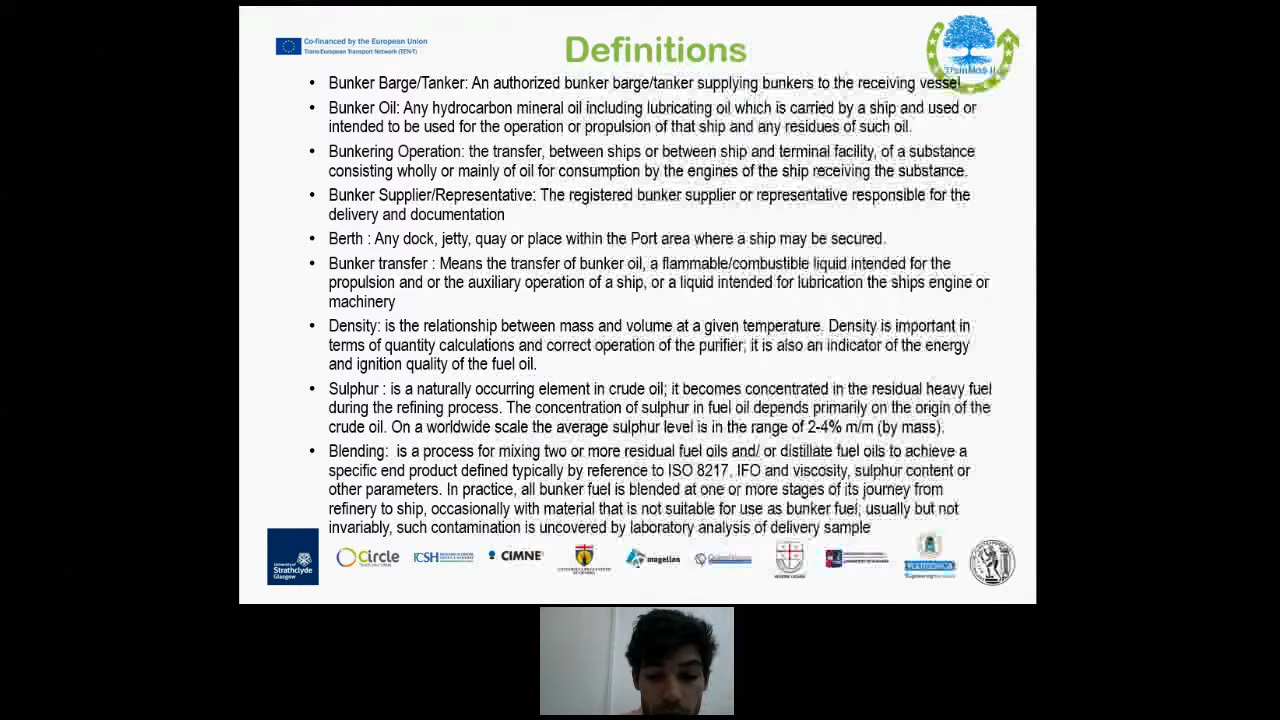 Co-financed by the European Union
Trans-European Transport Network (TEN-T)
Definitions
• Bunker Barge/Tanker: An authorized bunker barge/tanker supplying bunkers to the receiving vessel
• Bunker Oil: Any hydrocarbon mineral oil including lubricating oil which is carried by a ship and used or
intended to be used for the operation or propulsion of that ship and any residues of such oil.
• Bunkering Operation: the transfer, between ships or between ship and terminal facility, of a substance
consisting wholly or mainly of oil for consumption by the engines of the ship receiving the substance.
• Bunker Supplier/Representative: The registered bunker supplier or representative responsible for the
delivery and documentation
• Berth : Any dock, jetty, quay or place within the Port area where a ship may be secured.
• Bunker transfer : Means the transfer of bunker oil, a flammable/combustible liquid intended for the
propulsion and or the auxiliary operation of a ship, or a liquid intended for lubrication the ships engine or
machinery
• Density: is the relationship between mass and volume at a given temperature. Density is important in
terms of quantity calculations and correct operation of the purifier; it is also an indicator of the energy
and ignition quality of the fuel oil.
• Sulphur : is a naturally occurring element in crude oil; it becomes concentrated in the residual heavy fuel
during the refining process. The concentration of sulphur in fuel oil depends primarily on the origin of the
crude oil. On a worldwide scale the average sulphur level is in the range of 2-4% m/m (by mass).
• Blending:  is a process for mixing two or more residual fuel oils and/ or distillate fuel oils to achieve a
specific end product defined typically by reference to ISO 8217, IFO and viscosity, sulphur content or
other parameters. In practice, all bunker fuel is blended at one or more stages of its journey from
refinery to ship, occasionally with material that is not suitable for use as bunker fuel; usually but not
invariably, such contamination is uncovered by laboratory analysis of delivery sample
University of
Strathclyde
Glasgow
Circle
CSH
CIMNE
magellan